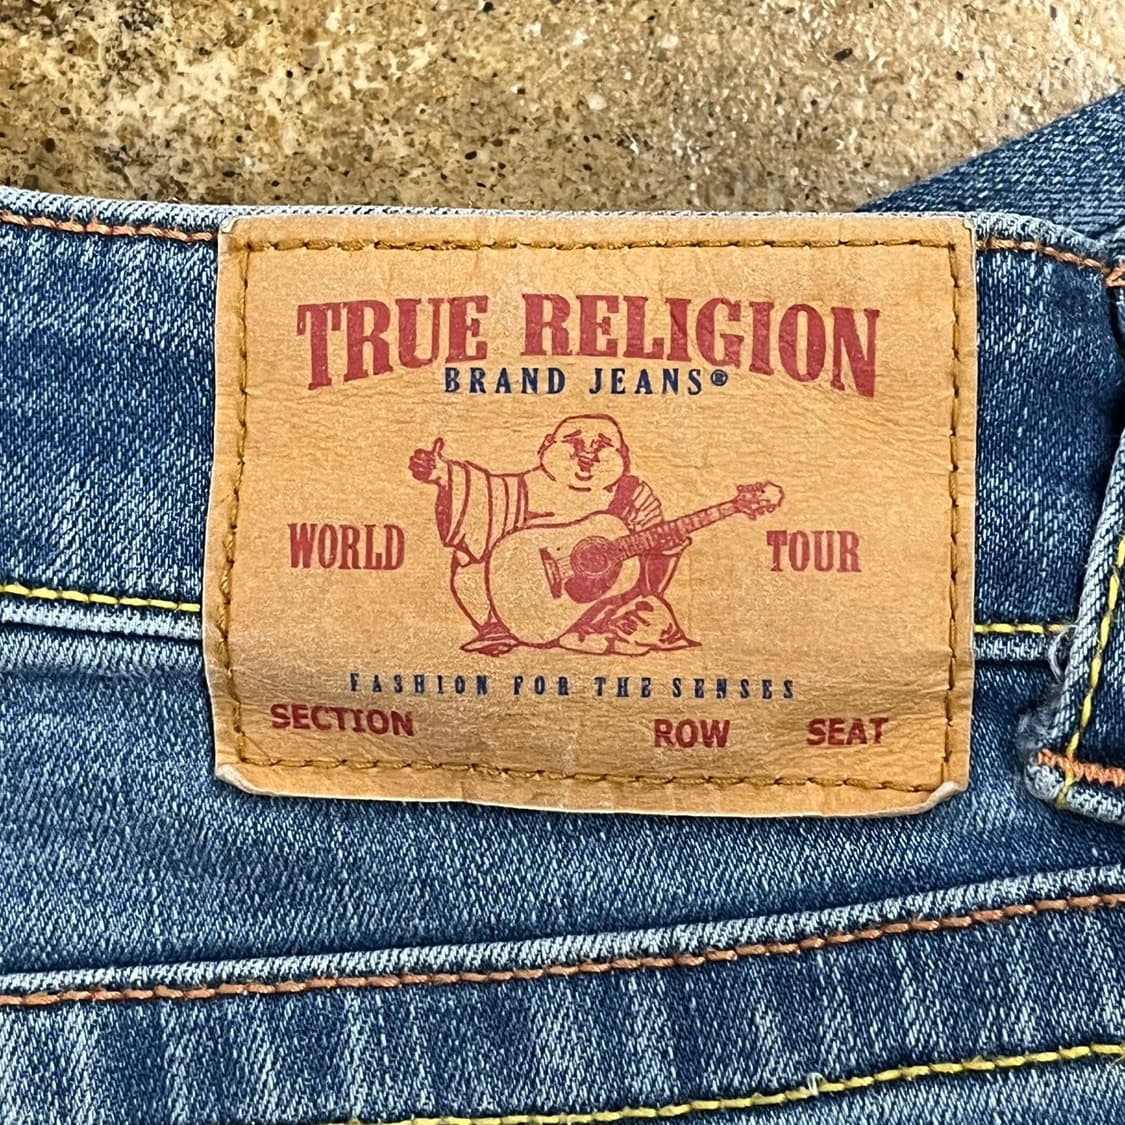 TRUE RELIGION
BRAND JEANS®
WORLD TOUR
FASHION FOR THE SENSES
SECTION ROW SEAT